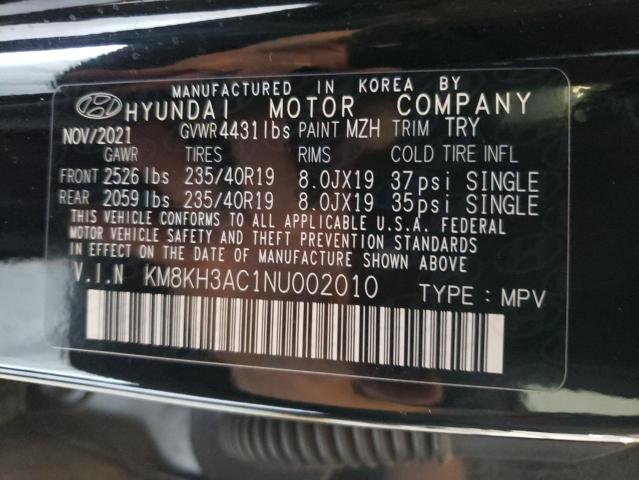 MANUFACTURED IN KOREA BY
HYUNDAI MOTOR COMPANY
NOV/2021 GVWR 4431lbs PAINT MZH TRIM TRY
GAWR TIRES RIMS COLD TIRE INFL
FRONT 2526 lbs 235/40R19 8.0JX19 37psi SINGLE
REAR 2059 lbs 235/40R19 8.0JX19 35psi SINGLE
THIS VEHICLE CONFORMS TO ALL APPLICABLE U.S.A. FEDERAL
MOTOR VEHICLE SAFETY AND THEFT PREVENTION STANDARDS
IN EFFECT ON THE DATE OF MANUFACTURE SHOWN ABOVE.
V.I.N KM8KH3AC1NU002010 TYPE : MPV